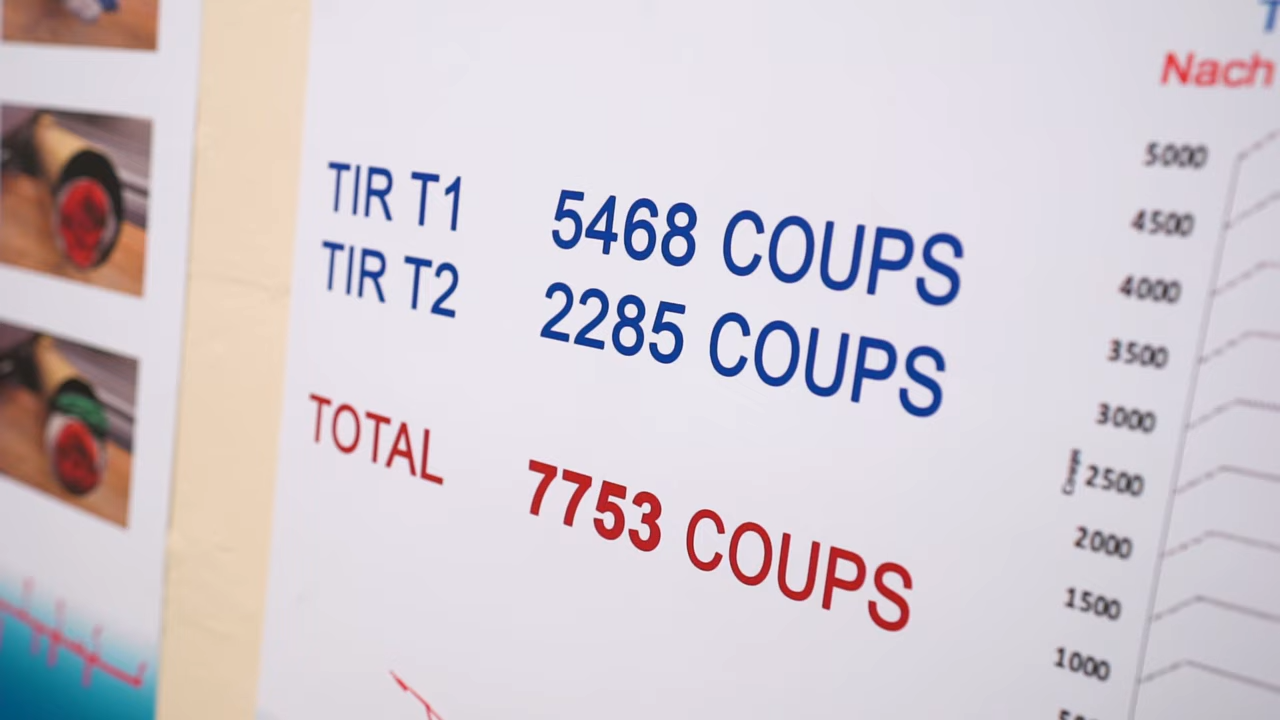 TIR T1 5468 COUPS
TIR T2 2285 COUPS
TOTAL 7753 COUPS
Nach
5000
4500
4000
3500
3000
2500
2000
1500
1000
Coups